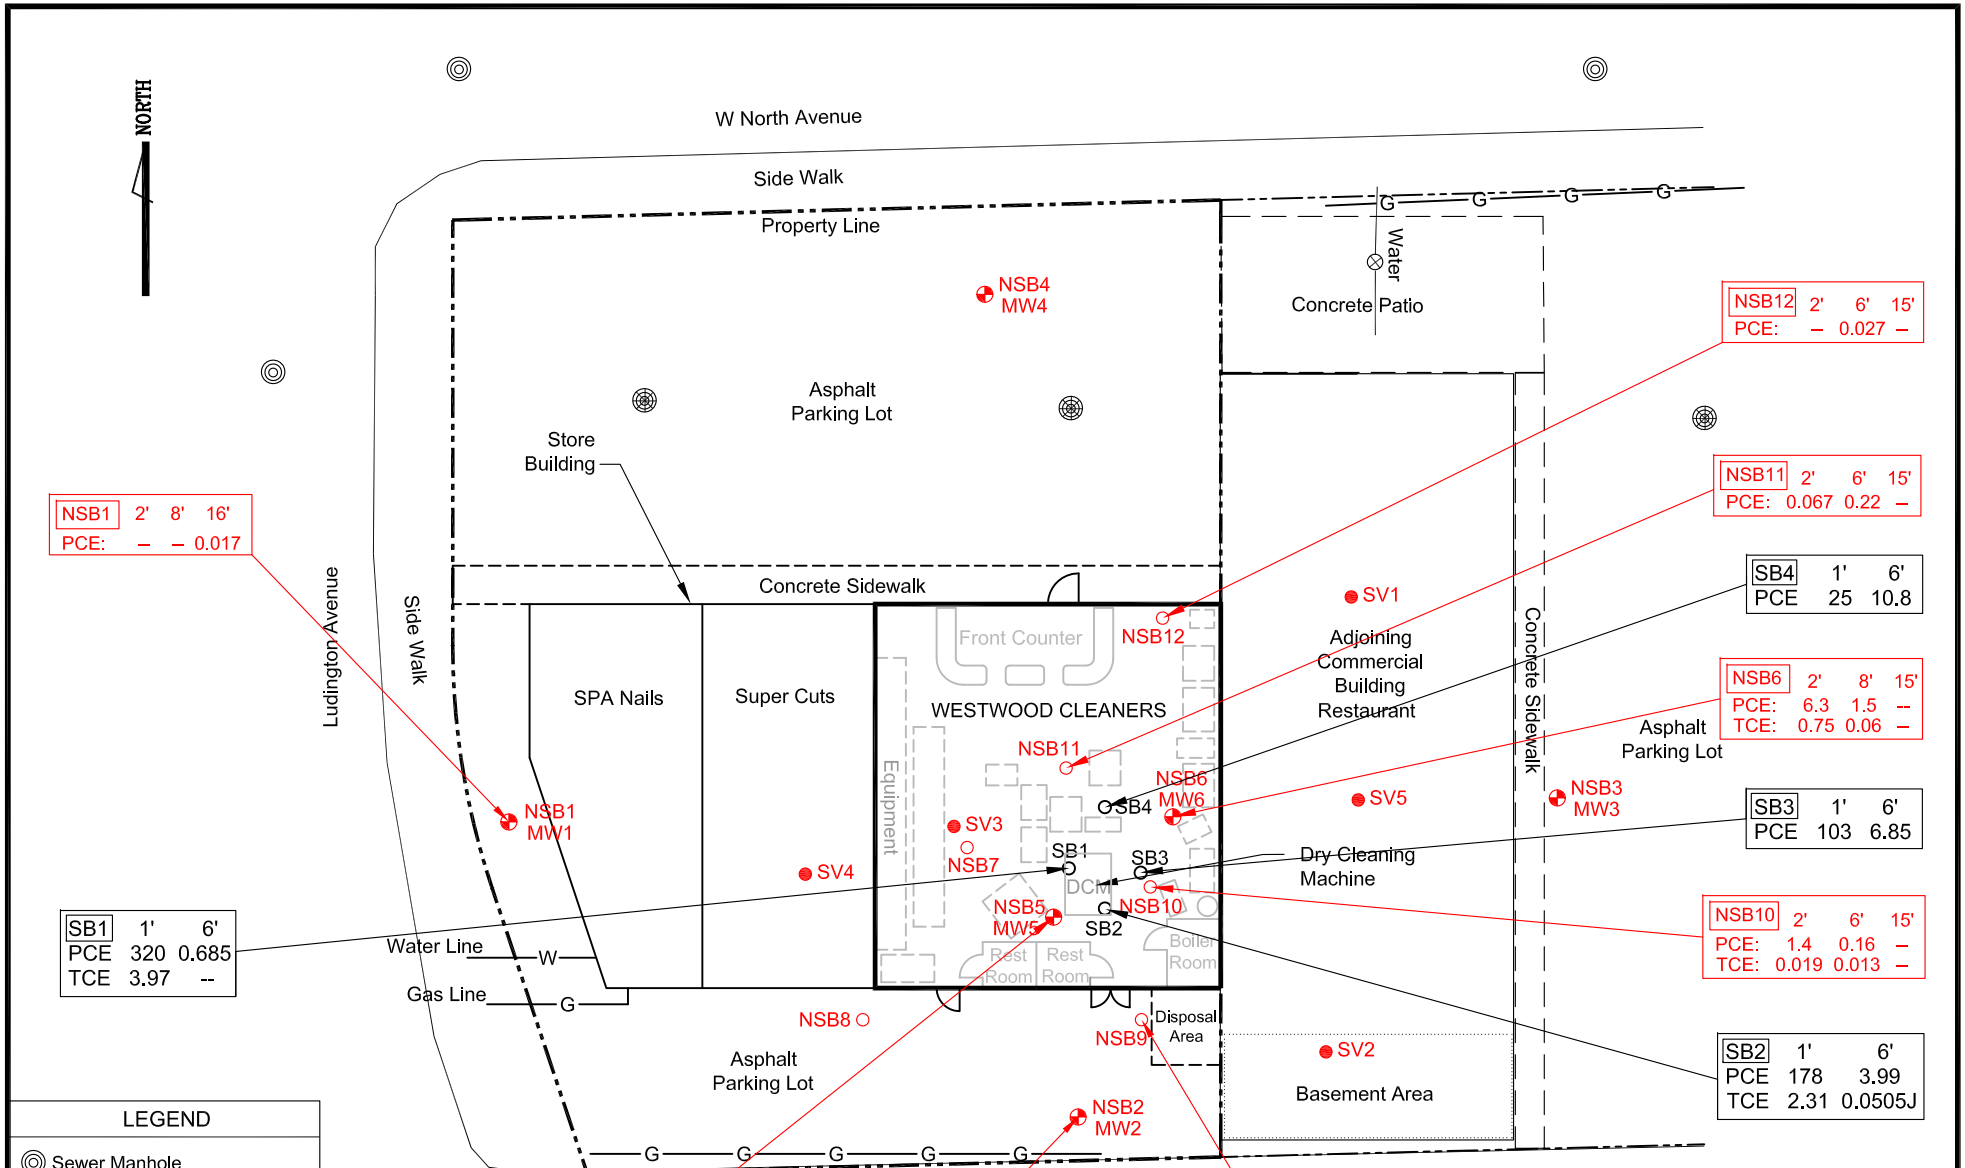 NORTH
W North Avenue
Side Walk
Property Line
G G G G
Water
Concrete Patio
NSB4
MW4
NSB12 2' 6' 15'
PCE: – 0.027 –
Asphalt
Parking Lot
Store
Building
NSB11 2' 6' 15'
PCE: 0.067 0.22 –
NSB1 2' 8' 16'
PCE: – – 0.017
SB4 1' 6'
PCE 25 10.8
Concrete Sidewalk
Ludington Avenue
Side Walk
SV1
Front Counter
NSB12
Adjoining
Commercial
Building
Restaurant
Concrete Sidewalk
SPA Nails
Super Cuts
WESTWOOD CLEANERS
NSB6 2' 8' 15'
PCE: 6.3 1.5 --
TCE: 0.75 0.06 –
Asphalt
Parking Lot
NSB11
Equipment
NSB6
MW6
SB4
SV5
NSB3
MW3
SB3 1' 6'
PCE 103 6.85
NSB1
MW1
SV3
NSB7
SV4
SB1
SB3
DCM
Dry Cleaning
Machine
NSB5
MW5
NSB10
SB2
NSB10 2' 6' 15'
PCE: 1.4 0.16 –
TCE: 0.019 0.013 –
SB1 1' 6'
PCE 320 0.685
TCE 3.97 --
Water Line
W
Gas Line
G
Rest
Room
Rest
Room
Boiler
Room
NSB8
NSB9
Disposal
Area
SV2
Basement Area
SB2 1' 6'
PCE 178 3.99
TCE 2.31 0.0505J
Asphalt
Parking Lot
NSB2
MW2
G G G G G
LEGEND
Sewer Manhole